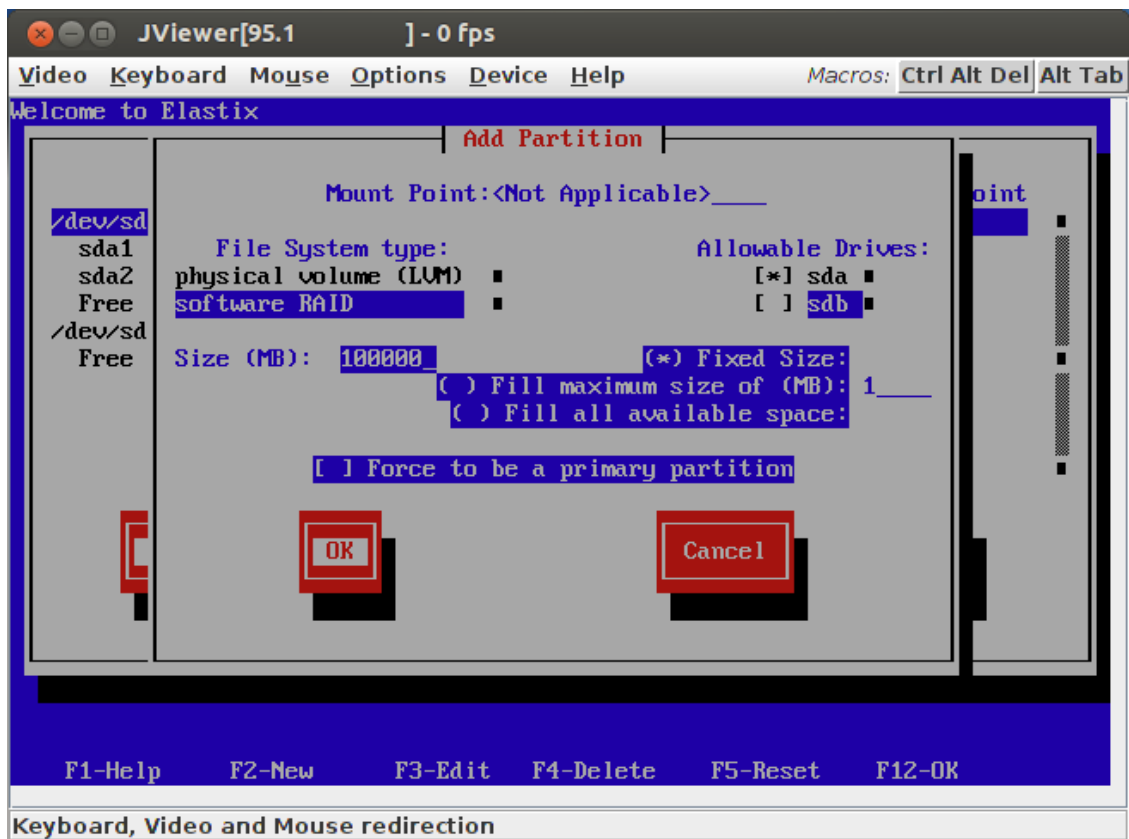 JViewer[95.1 ] - 0 fps
Video Keyboard Mouse Options Device Help Macros: Ctrl Alt Del Alt Tab
Welcome to Elastix
Add Partition
Mount Point:<Not Applicable>____ oint
/dev/sd
File System type: Allowable Drives:
sda1
sda2 physical volume (LVM) [*] sda
Free software RAID [ ] sdb
/dev/sd
Free Size (MB): 100000_ (*) Fixed Size:
( ) Fill maximum size of (MB): 1____
( ) Fill all available space:
[ ] Force to be a primary partition
OK Cancel
F1-Help F2-New F3-Edit F4-Delete F5-Reset F12-OK
Keyboard, Video and Mouse redirection